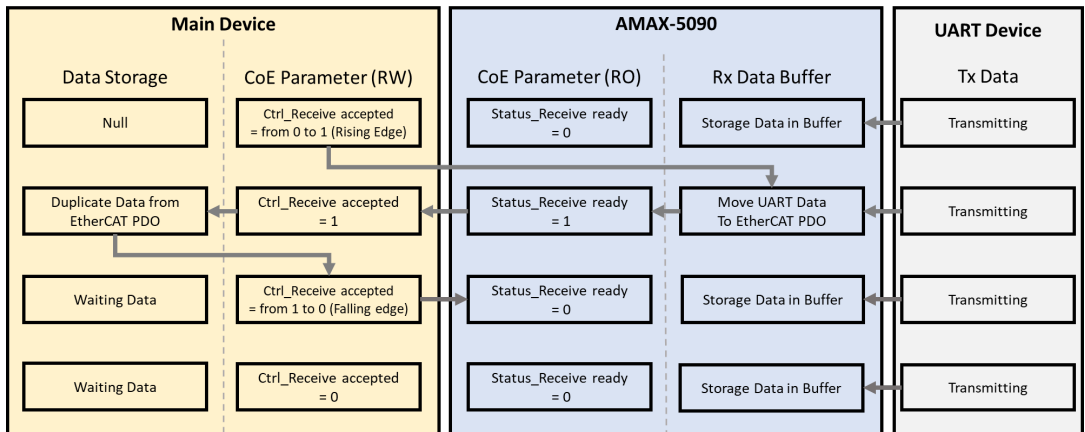 Main Device
AMAX-5090
UART Device
Data Storage
CoE Parameter (RW)
CoE Parameter (RO)
Rx Data Buffer
Tx Data
Null
Ctrl_Receive accepted
= from 0 to 1 (Rising Edge)
Status_Receive ready
= 0
Storage Data in Buffer
Transmitting
Duplicate Data from
EtherCAT PDO
Ctrl_Receive accepted
= 1
Status_Receive ready
= 1
Move UART Data
To EtherCAT PDO
Transmitting
Waiting Data
Ctrl_Receive accepted
= from 1 to 0 (Falling edge)
Status_Receive ready
= 0
Storage Data in Buffer
Transmitting
Waiting Data
Ctrl_Receive accepted
= 0
Status_Receive ready
= 0
Storage Data in Buffer
Transmitting